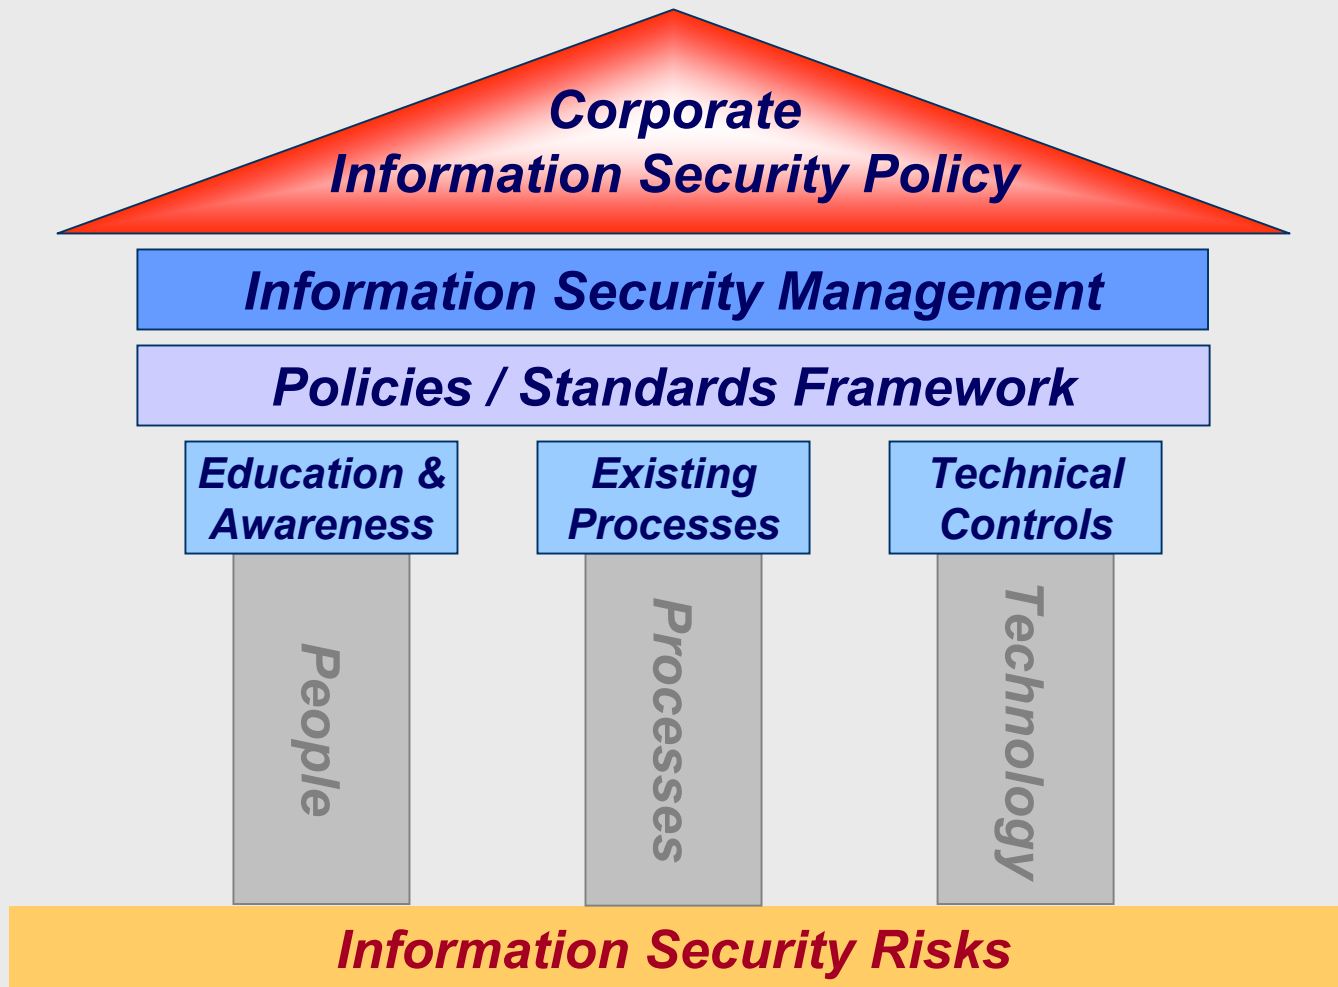 Corporate
Information Security Policy
Information Security Management
Policies / Standards Framework
Education &
Awareness
Existing
Processes
Technical
Controls
People
Processes
Technology
Information Security Risks